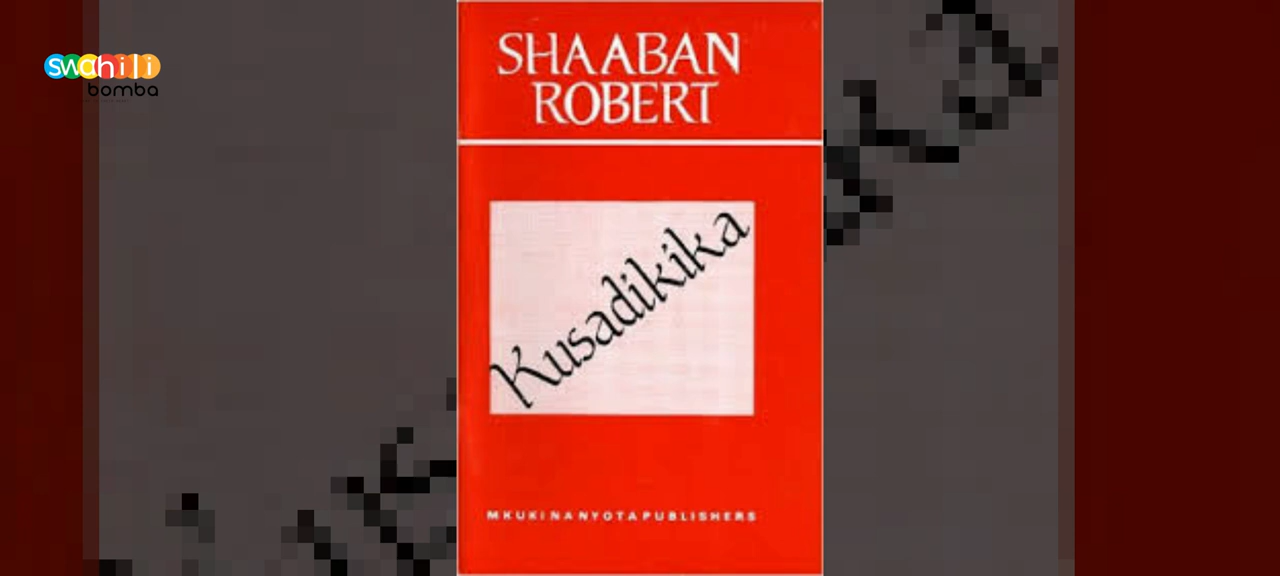 swahili
bomba
SHAABAN
ROBERT
Kusadikika
MKUKI NA NYOTA PUBLISHERS